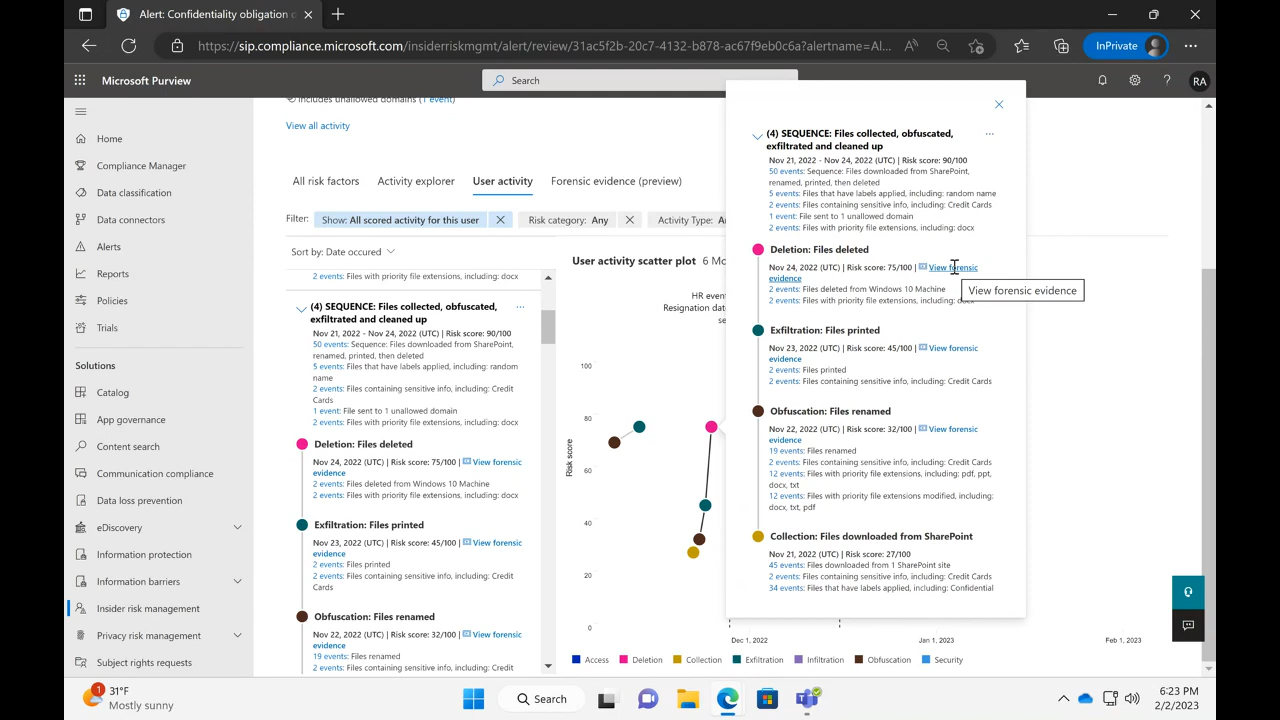 Alert: Confidentiality obligation
https://sip.compliance.microsoft.com/insiderriskmgmt/alert/review/31ac5f2b-20c7-4132-b878-ac67f9eb0c6a?alertname=Al...
InPrivate
Microsoft Purview
Search
RA
Home
Compliance Manager
Data classification
Data connectors
Alerts
Reports
Policies
Trials
Solutions
Catalog
App governance
Content search
Communication compliance
Data loss prevention
eDiscovery
Information protection
Information barriers
Insider risk management
Privacy risk management
Subject rights requests
Includes unallowed domains (1 event)
View all activity
All risk factors
Activity explorer
User activity
Forensic evidence (preview)
Filter:
Show: All scored activity for this user
Risk category: Any
Activity Type:
Sort by: Date occured
2 events: Files with priority file extensions, including: docx
(4) SEQUENCE: Files collected, obfuscated,
exfiltrated and cleaned up
Nov 21, 2022 - Nov 24, 2022 (UTC) | Risk score: 90/100
50 events: Sequence: Files downloaded from SharePoint,
renamed, printed, then deleted
5 events: Files that have labels applied, including: random
name
2 events: Files containing sensitive info, including: Credit
Cards
1 event: File sent to 1 unallowed domain
2 events: Files with priority file extensions, including: docx
Deletion: Files deleted
Nov 24, 2022 (UTC) | Risk score: 75/100 | View forensic
evidence
2 events: Files deleted from Windows 10 Machine
2 events: Files with priority file extensions, including: docx
Exfiltration: Files printed
Nov 23, 2022 (UTC) | Risk score: 45/100 | View forensic
evidence
2 events: Files printed
2 events: Files containing sensitive info, including: Credit
Cards
Obfuscation: Files renamed
Nov 22, 2022 (UTC) | Risk score: 32/100 | View forensic
evidence
19 events: Files renamed
2 events: Files containing sensitive info, including: Credit
User activity scatter plot
6 Mo
HR even
Resignation dat
se
Risk score
100
80
60
40
20
0
Dec 1, 2022
Jan 1, 2023
Feb 1, 2023
Access
Deletion
Collection
Exfiltration
Infiltration
Obfuscation
Security
(4) SEQUENCE: Files collected, obfuscated,
exfiltrated and cleaned up
Nov 21, 2022 - Nov 24, 2022 (UTC) | Risk score: 90/100
50 events: Sequence: Files downloaded from SharePoint,
renamed, printed, then deleted
5 events: Files that have labels applied, including: random name
2 events: Files containing sensitive info, including: Credit Cards
1 event: File sent to 1 unallowed domain
2 events: Files with priority file extensions, including: docx
Deletion: Files deleted
Nov 24, 2022 (UTC) | Risk score: 75/100 | View forensic
evidence
View forensic evidence
2 events: Files deleted from Windows 10 Machine
2 events: Files with priority file extensions, including: docx
Exfiltration: Files printed
Nov 23, 2022 (UTC) | Risk score: 45/100 | View forensic
evidence
2 events: Files printed
2 events: Files containing sensitive info, including: Credit Cards
Obfuscation: Files renamed
Nov 22, 2022 (UTC) | Risk score: 32/100 | View forensic
evidence
19 events: Files renamed
2 events: Files containing sensitive info, including: Credit Cards
12 events: Files with priority file extensions, including: pdf, ppt,
docx, txt
12 events: Files with priority file extensions modified, including:
docx, txt, pdf
Collection: Files downloaded from SharePoint
Nov 21, 2022 (UTC) | Risk score: 27/100
45 events: Files downloaded from 1 SharePoint site
2 events: Files containing sensitive info, including: Credit Cards
34 events: Files that have labels applied, including: Confidential
1
31°F
Mostly sunny
Search
6:23 PM
2/2/2023